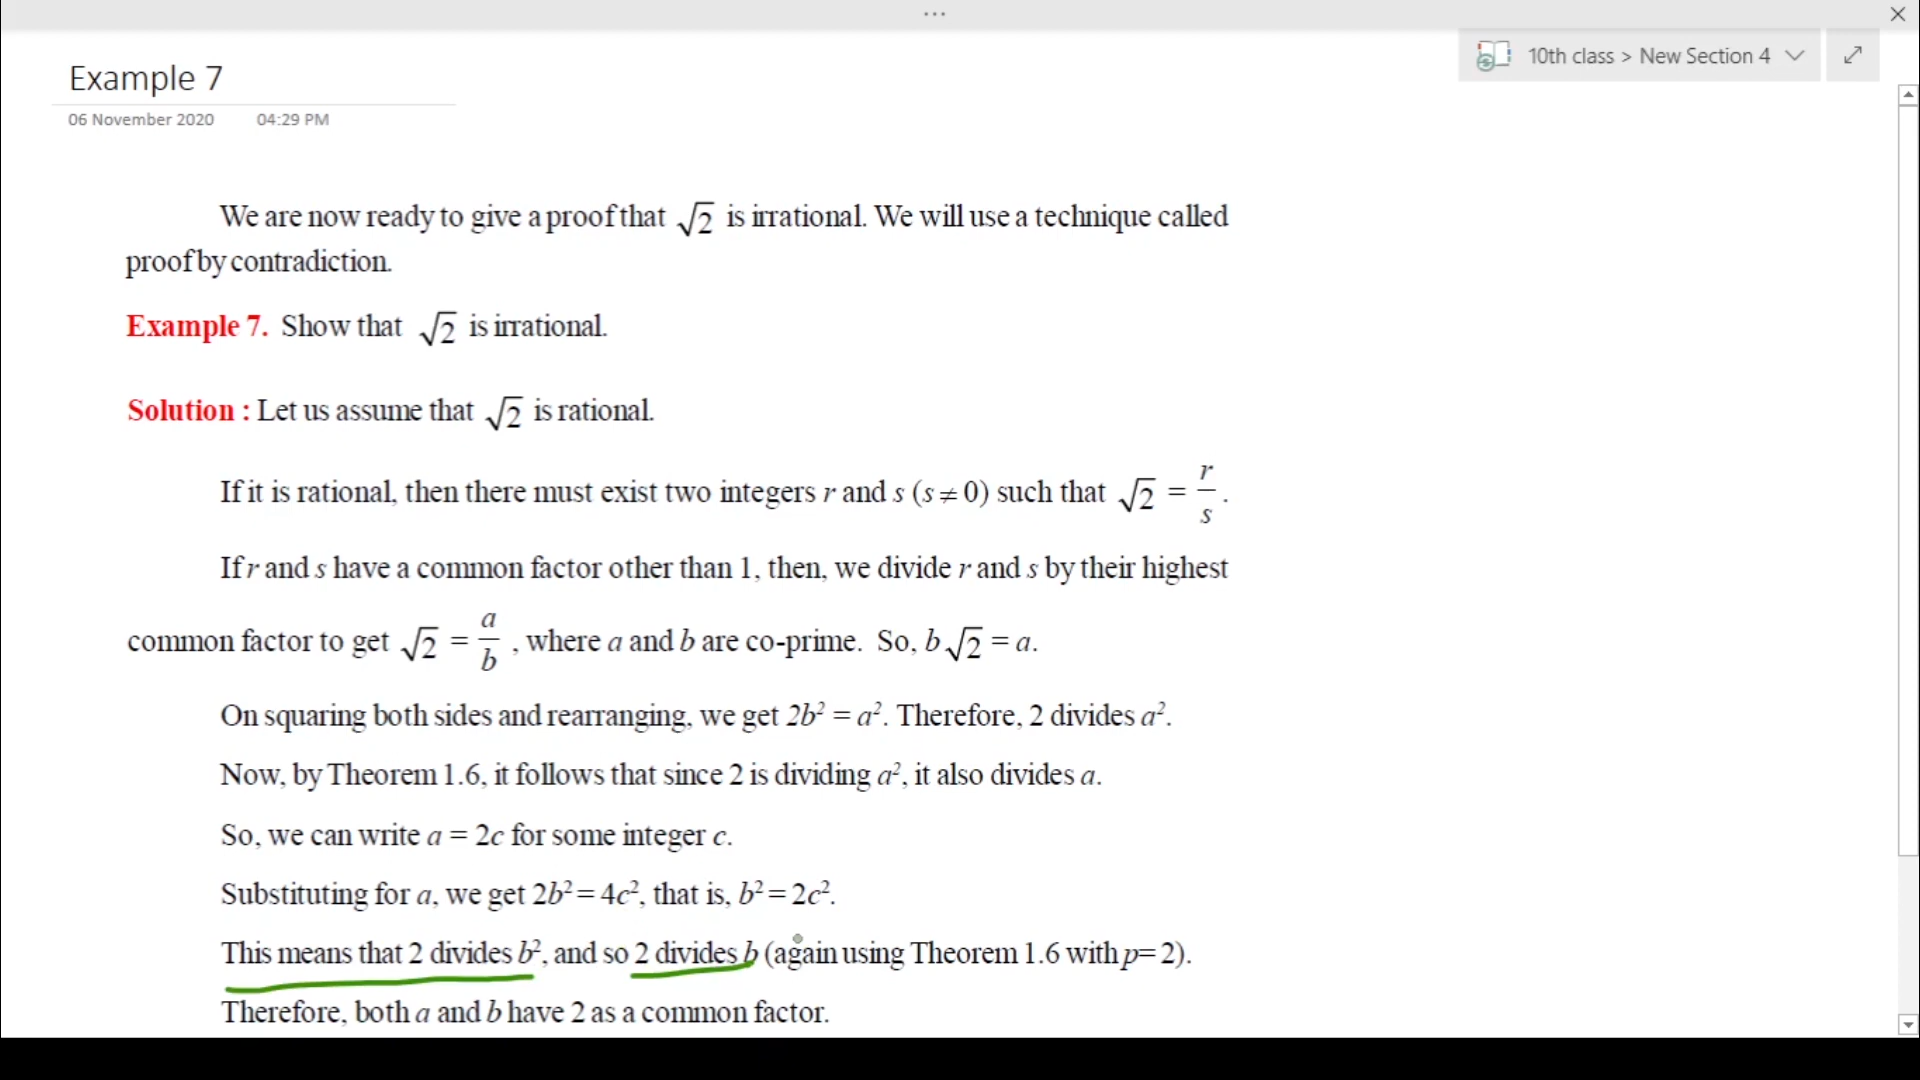 ...
10th class > New Section 4
Example 7
06 November 2020 04:29 PM
We are now ready to give a proof that √2 is irrational. We will use a technique called
proof by contradiction.
Example 7. Show that √2 is irrational.
Solution : Let us assume that √2 is rational.
If it is rational, then there must exist two integers r and s (s ≠ 0) such that √2 = r/s.
If r and s have a common factor other than 1, then, we divide r and s by their highest
common factor to get √2 = a/b, where a and b are co-prime. So, b√2 = a.
On squaring both sides and rearranging, we get 2b² = a². Therefore, 2 divides a².
Now, by Theorem 1.6, it follows that since 2 is dividing a², it also divides a.
So, we can write a = 2c for some integer c.
Substituting for a, we get 2b² = 4c², that is, b² = 2c².
This means that 2 divides b², and so 2 divides b (again using Theorem 1.6 with p= 2).
Therefore, both a and b have 2 as a common factor.